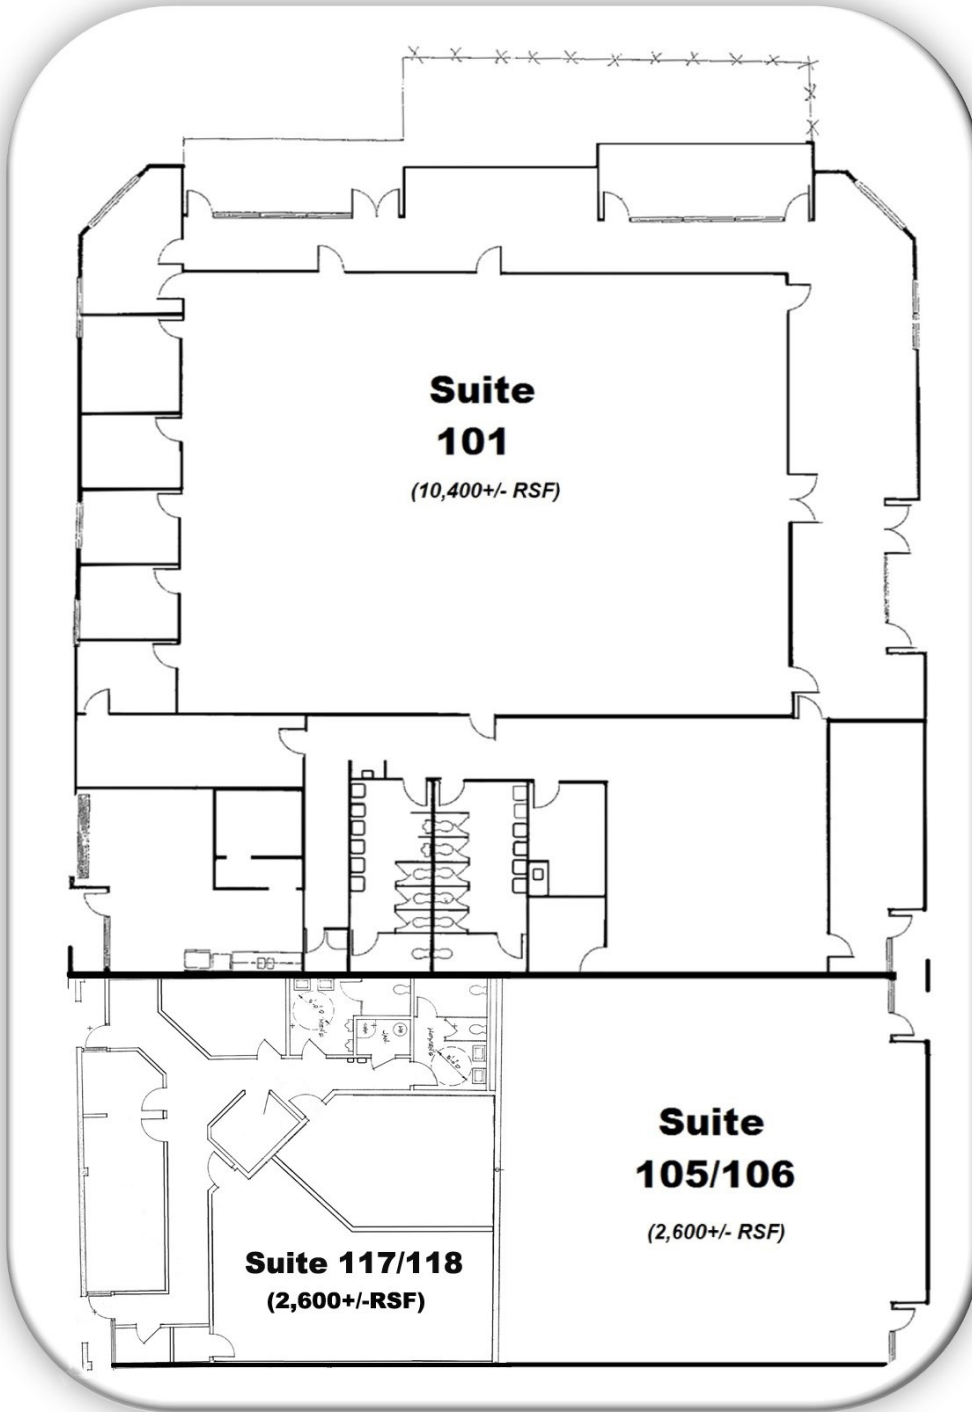 Suite
101
(10,400+/- RSF)
Suite
105/106
(2,600+/- RSF)
Suite 117/118
(2,600+/-RSF)